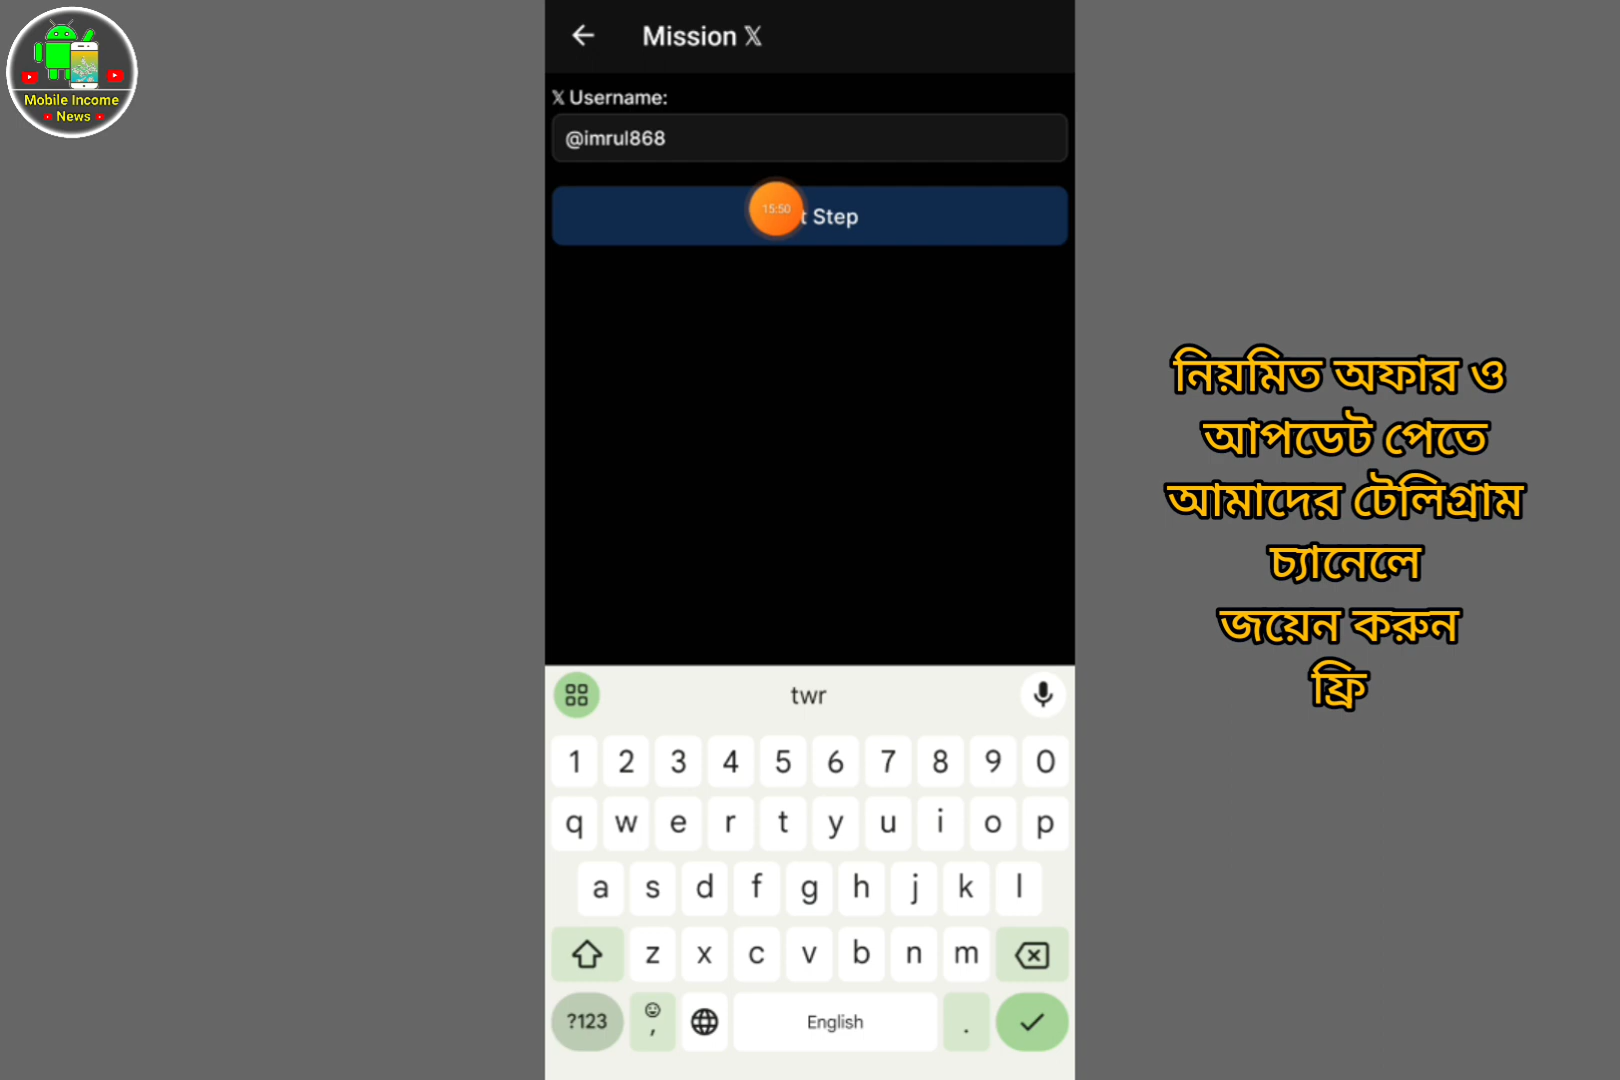 Mobile Income
News
Mission 𝕏
𝕏 Username:
@imrul868
15:50
t Step
নিয়মিত অফার ও
আপডেট পেতে
আমাদের টেলিগ্রাম
চ্যানেলে
জয়েন করুন
ফ্রি
twr
1 2 3 4 5 6 7 8 9 0
q w e r t y u i o p
a s d f g h j k l
z x c v b n m
?123 , English .